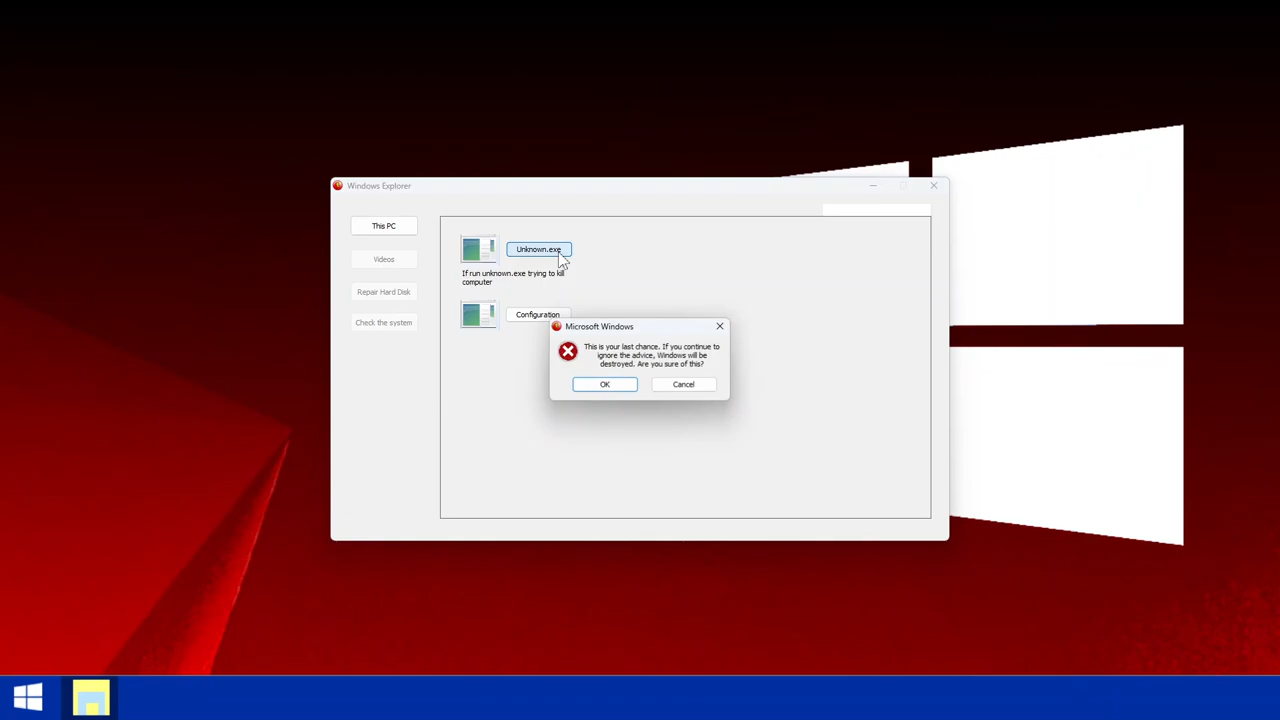 Windows Explorer
This PC
Videos
Repair Hard Disk
Check the system
Unknown.exe
If run unknown.exe trying to kill
computer
Configuration
Microsoft Windows
This is your last chance. If you continue to
ignore the advice, Windows will be
destroyed. Are you sure of this?
OK
Cancel